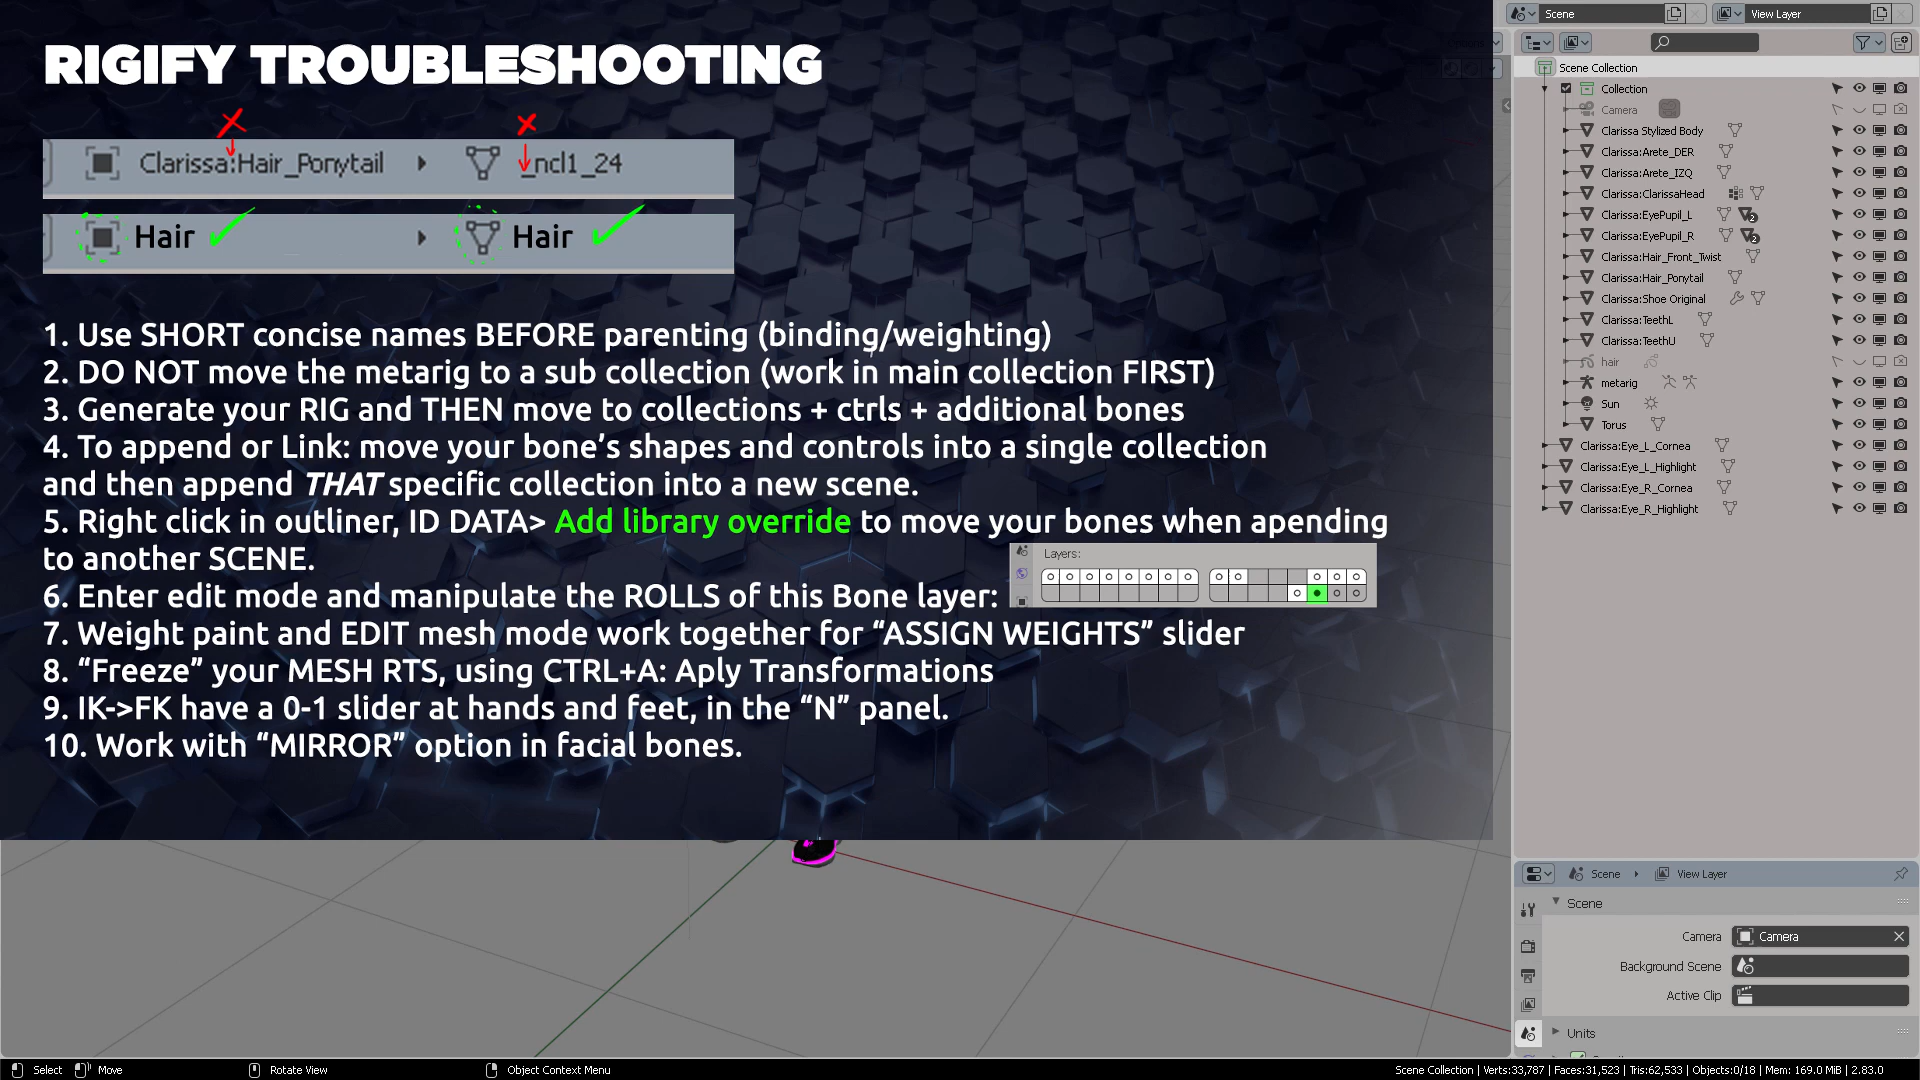 RIGIFY TROUBLESHOOTING
Clarissa:Hair_Ponytail _ncl1_24
Hair Hair
1. Use SHORT concise names BEFORE parenting (binding/weighting)
2. DO NOT move the metarig to a sub collection (work in main collection FIRST)
3. Generate your RIG and THEN move to collections + ctrls + additional bones
4. To append or Link: move your bone’s shapes and controls into a single collection
and then append THAT specific collection into a new scene.
5. Right click in outliner, ID DATA> Add library override to move your bones when apending
to another SCENE.
Layers:
6. Enter edit mode and manipulate the ROLLS of this Bone layer:
7. Weight paint and EDIT mesh mode work together for “ASSIGN WEIGHTS” slider
8. “Freeze” your MESH RTS, using CTRL+A: Aply Transformations
9. IK->FK have a 0-1 slider at hands and feet, in the “N” panel.
10. Work with “MIRROR” option in facial bones.
Scene View Layer
Scene Collection
Collection
Camera
Clarissa Stylized Body
Clarissa:Arete_DER
Clarissa:Arete_IZQ
Clarissa:ClarissaHead
Clarissa:EyePupil_L 2
Clarissa:EyePupil_R 2
Clarissa:Hair_Front_Twist
Clarissa:Hair_Ponytail
Clarissa:Shoe Original
Clarissa:TeethL
Clarissa:TeethU
hair
metarig
Sun
Torus
Clarissa:Eye_L_Cornea
Clarissa:Eye_L_Highlight
Clarissa:Eye_R_Cornea
Clarissa:Eye_R_Highlight
Scene View Layer
Scene
Camera Camera
Background Scene
Active Clip
Units
Select Move Rotate View Object Context Menu Scene Collection | Verts:33,787 | Faces:31,523 | Tris:62,533 | Objects:0/18 | Mem: 169.0 MiB | 2.83.0